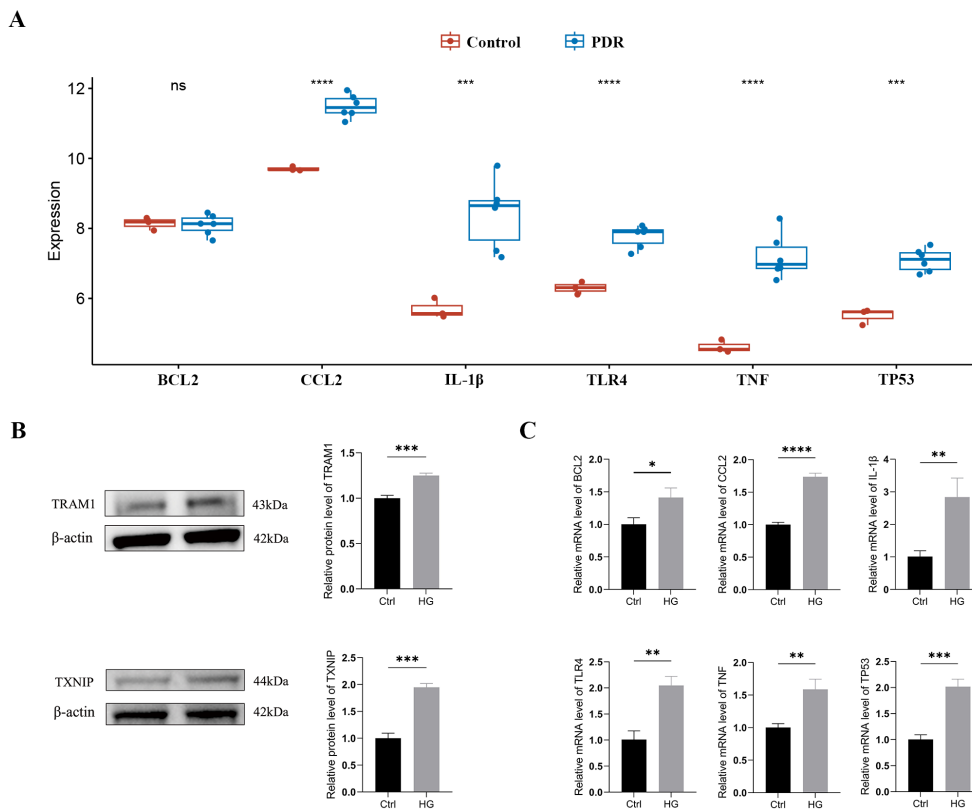 A
Control PDR
ns **** *** **** **** ***
Expression
12
10
8
6
BCL2 CCL2 IL-1β TLR4 TNF TP53
B
TRAM1 43kDa
β-actin 42kDa
Relative protein level of TRAM1
1.5
1.0
0.5
0.0
***
Ctrl HG
TXNIP 44kDa
β-actin 42kDa
Relative protein level of TXNIP
2.5
2.0
1.5
1.0
0.5
0.0
***
Ctrl HG
C
Relative mRNA level of BCL2
2.0
1.5
1.0
0.5
0.0
*
Ctrl HG
Relative mRNA level of CCL2
2.0
1.5
1.0
0.5
0.0
****
Ctrl HG
Relative mRNA level of IL-1β
4
3
2
1
0
**
Ctrl HG
Relative mRNA level of TLR4
2.5
2.0
1.5
1.0
0.5
0.0
**
Ctrl HG
Relative mRNA level of TNF
2.0
1.5
1.0
0.5
0.0
**
Ctrl HG
Relative mRNA level of TP53
2.5
2.0
1.5
1.0
0.5
0.0
***
Ctrl HG